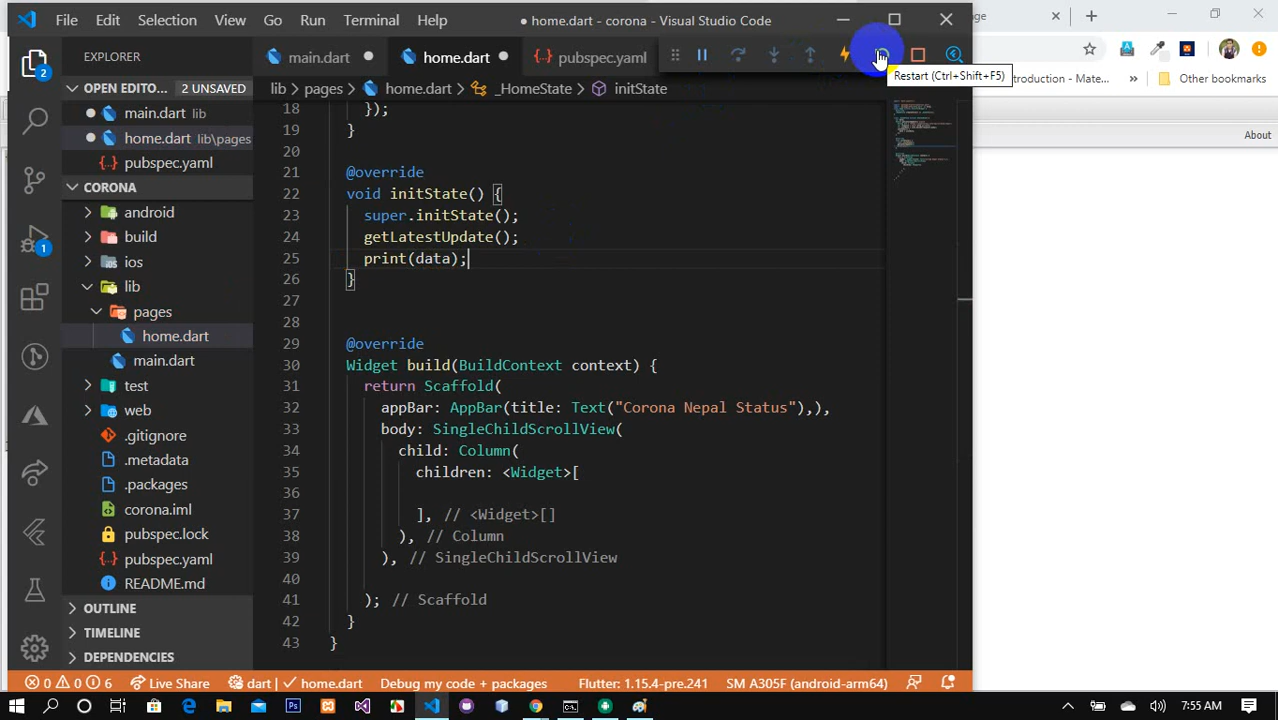 File Edit Selection View Go Run Terminal Help
● home.dart - corona - Visual Studio Code
EXPLORER
main.dart
home.dart
pubspec.yaml
Restart (Ctrl+Shift+F5)
Other bookmarks
About
OPEN EDITO... 2 UNSAVED
main.dart lib
home.dart lib\pages
pubspec.yaml
CORONA
android
build
ios
lib
pages
home.dart
main.dart
test
web
.gitignore
.metadata
.packages
corona.iml
pubspec.lock
pubspec.yaml
README.md
OUTLINE
TIMELINE
DEPENDENCIES
2
1
lib > pages > home.dart > _HomeState > initState
18 });
19 }
20
21 @override
22 void initState() {
23 super.initState();
24 getLatestUpdate();
25 print(data);
26 }
27
28
29 @override
30 Widget build(BuildContext context) {
31 return Scaffold(
32 appBar: AppBar(title: Text("Corona Nepal Status"),),
33 body: SingleChildScrollView(
34 child: Column(
35 children: <Widget>[
36
37 ], // <Widget>[]
38 ), // Column
39 ), // SingleChildScrollView
40
41 ); // Scaffold
42 }
43 }
0 0 6 Live Share dart | ✓ home.dart Debug my code + packages Flutter: 1.15.4-pre.241 SM A305F (android-arm64)
7:55 AM